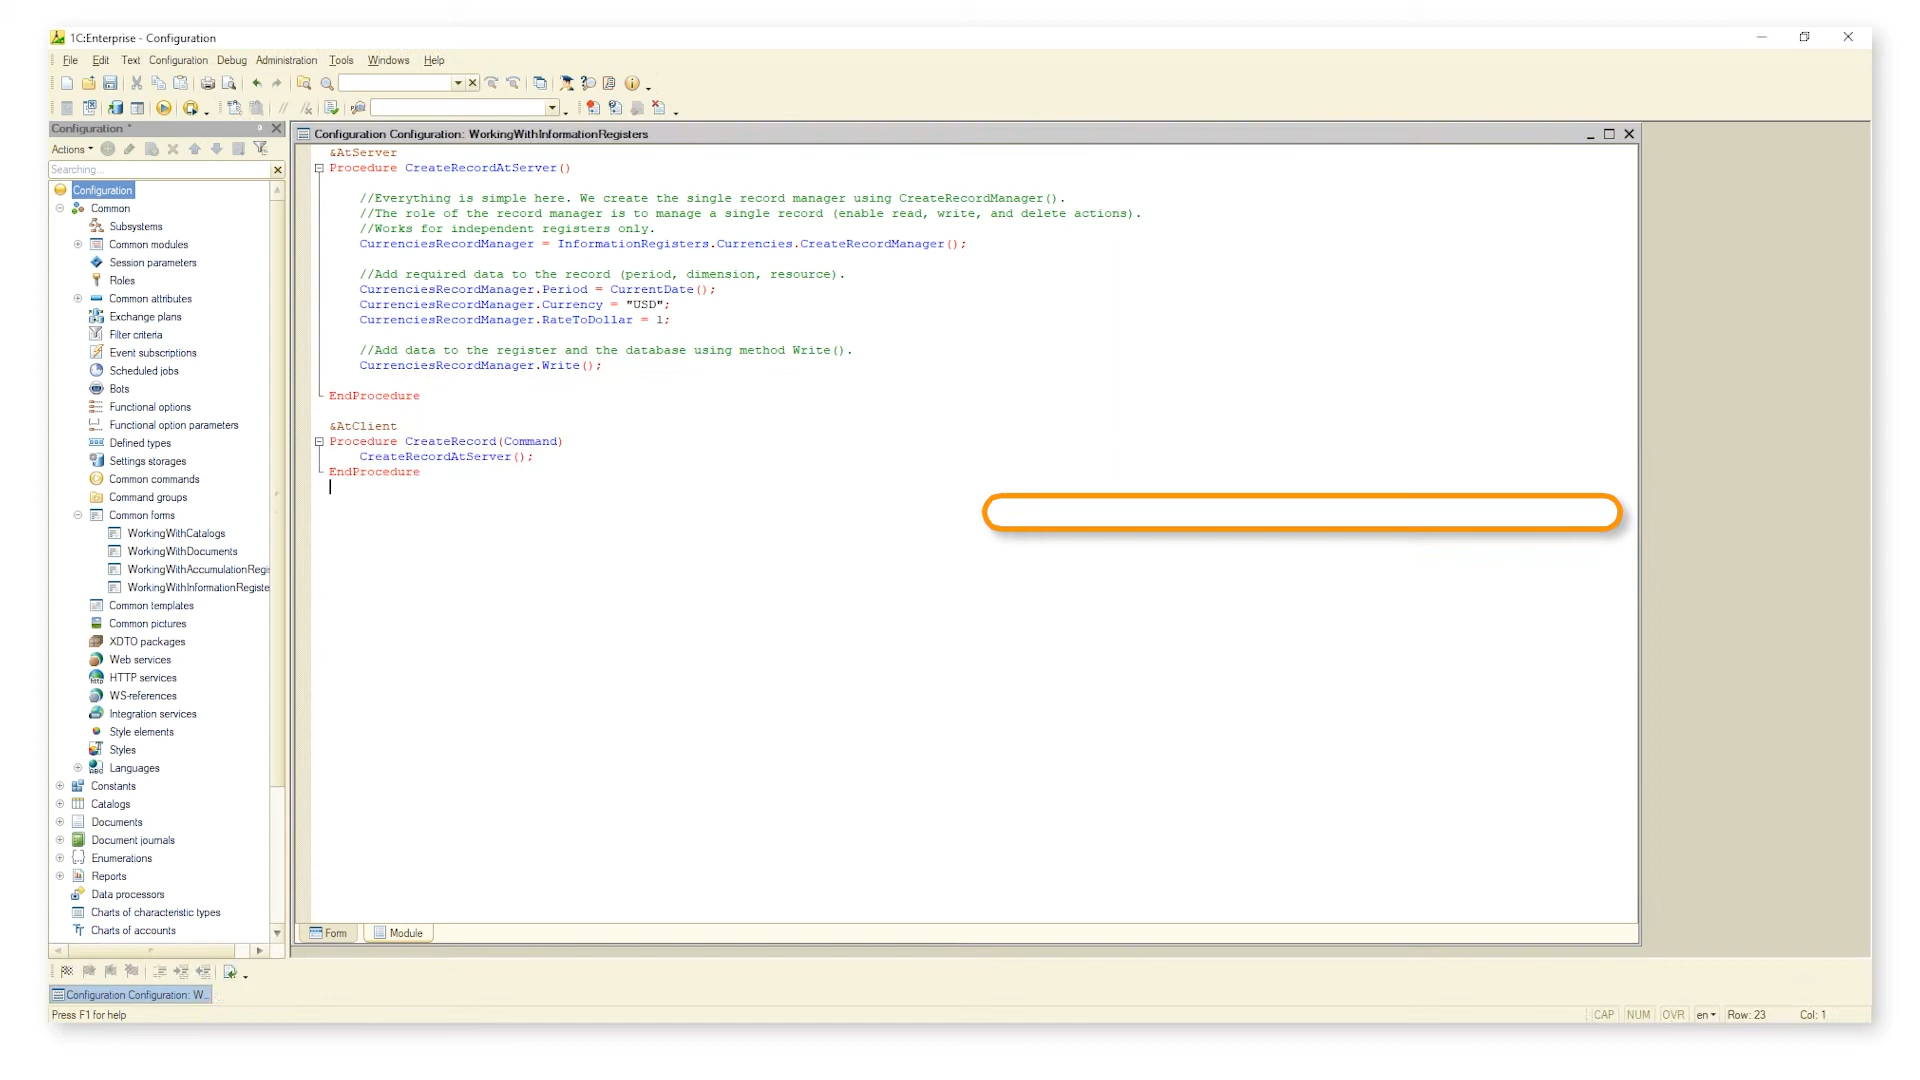 1C:Enterprise - Configuration
File Edit Text Configuration Debug Administration Tools Windows Help
Configuration *
Actions
Searching...
Configuration
Common
Subsystems
Common modules
Session parameters
Roles
Common attributes
Exchange plans
Filter criteria
Event subscriptions
Scheduled jobs
Bots
Functional options
Functional option parameters
Defined types
Settings storages
Common commands
Command groups
Common forms
WorkingWithCatalogs
WorkingWithDocuments
WorkingWithAccumulationRegi
WorkingWithInformationRegiste
Common templates
Common pictures
XDTO packages
Web services
HTTP services
WS-references
Integration services
Style elements
Styles
Languages
Constants
Catalogs
Documents
Document journals
Enumerations
Reports
Data processors
Charts of characteristic types
Charts of accounts
Configuration Configuration: WorkingWithInformationRegisters
&AtServer
Procedure CreateRecordAtServer()
//Everything is simple here. We create the single record manager using CreateRecordManager().
//The role of the record manager is to manage a single record (enable read, write, and delete actions).
//Works for independent registers only.
CurrenciesRecordManager = InformationRegisters.Currencies.CreateRecordManager();
//Add required data to the record (period, dimension, resource).
CurrenciesRecordManager.Period = CurrentDate();
CurrenciesRecordManager.Currency = "USD";
CurrenciesRecordManager.RateToDollar = 1;
//Add data to the register and the database using method Write().
CurrenciesRecordManager.Write();
EndProcedure
&AtClient
Procedure CreateRecord(Command)
CreateRecordAtServer();
EndProcedure
Form Module
Configuration Configuration: W...
Press F1 for help
CAP NUM OVR en Row: 23 Col: 1